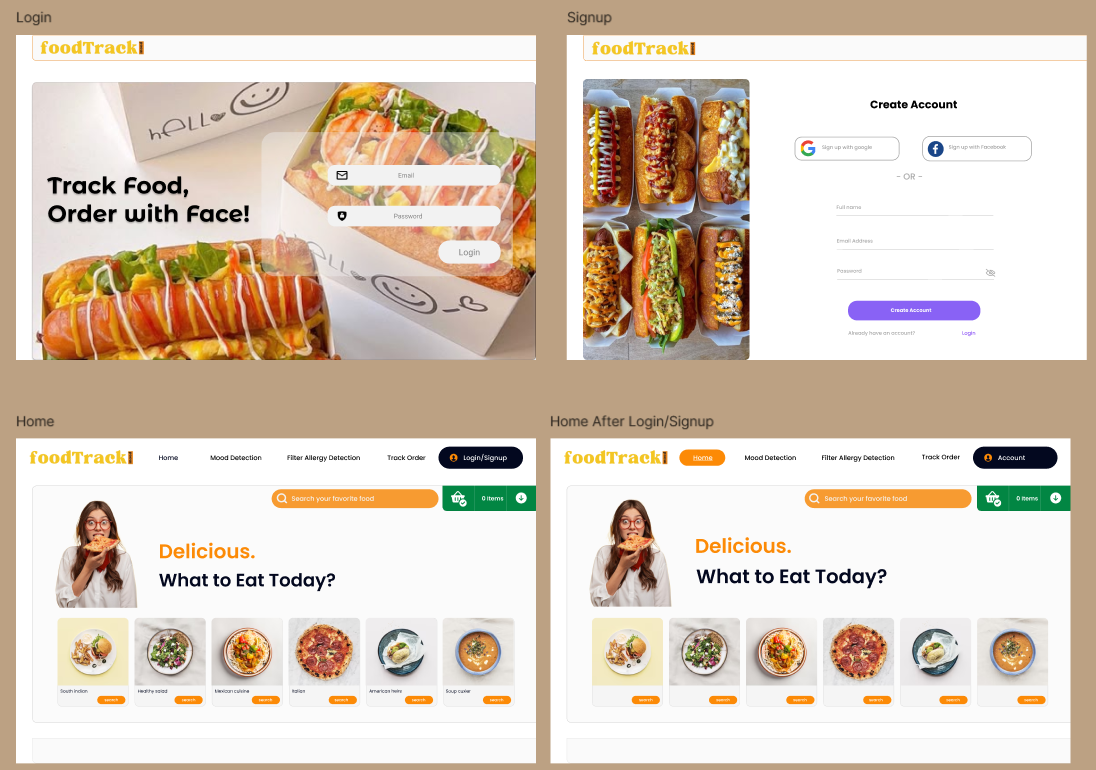 Login
foodTrack
hello
Track Food,
Order with Face!
Email
Password
Login
hello
Signup
foodTrack
Create Account
Sign up with google
Sign up with Facebook
- OR -
Full name
Email Address
Password
Create Account
Already have an account? Login
Home
foodTrack
Home Mood Detection Filter Allergy Detection Track Order Login/Signup
Search your favorite food
0 items
Delicious.
What to Eat Today?
South Indian Healthy salad Mexican cuisine Italian American
search search search search search search
Home After Login/Signup
foodTrack
Home Mood Detection Filter Allergy Detection Track Order Account
Search your favorite food
0 items
Delicious.
What to Eat Today?
search search search search search search